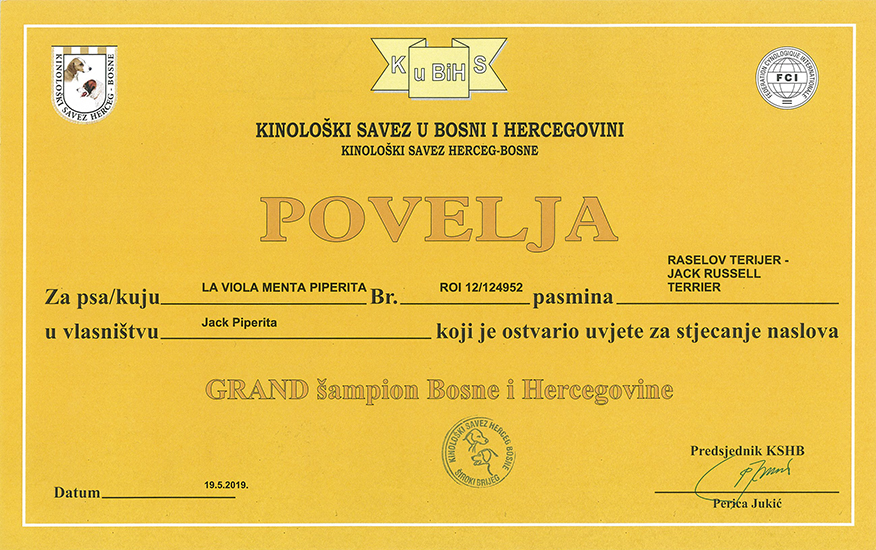 KINOLOŠKI SAVEZ HERCEG-BOSNE
K u BiH S
FEDERATION CYNOLOGIQUE INTERNATIONALE
FCI
KINOLOŠKI SAVEZ U BOSNI I HERCEGOVINI
KINOLOŠKI SAVEZ HERCEG-BOSNE
POVELJA
Za psa/kuju LA VIOLA MENTA PIPERITA Br. ROI 12/124952 pasmina RASELOV TERIJER -
JACK RUSSELL
TERRIER
u vlasništvu Jack Piperita koji je ostvario uvjete za stjecanje naslova
GRAND šampion Bosne i Hercegovine
KINOLOŠKI SAVEZ HERCEG BOSNE
ŠIROKI BRIJEG
Predsjednik KSHB
Datum 19.5.2019.
Perica Jukić